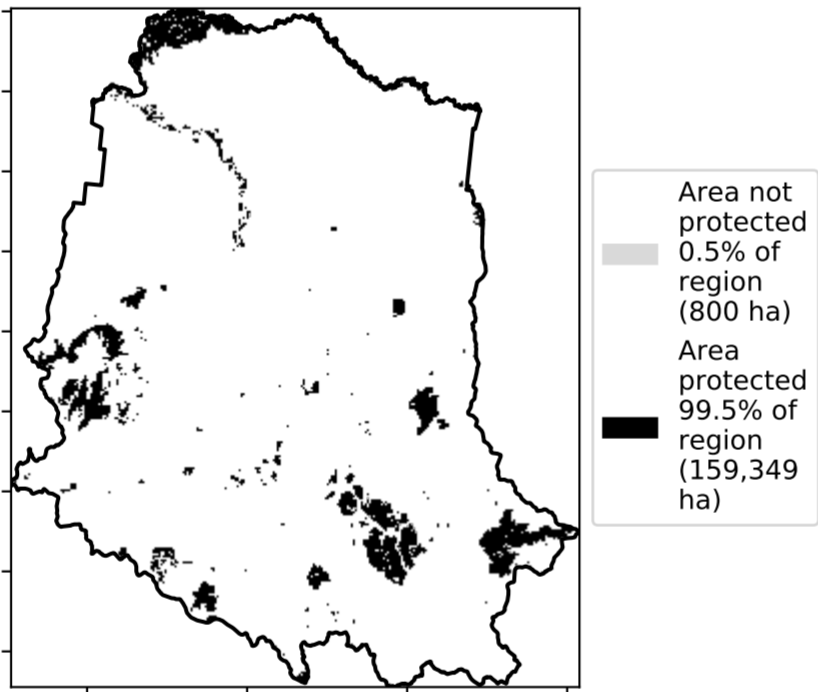 Area not
protected
0.5% of
region
(800 ha)
Area
protected
99.5% of
region
(159,349
ha)